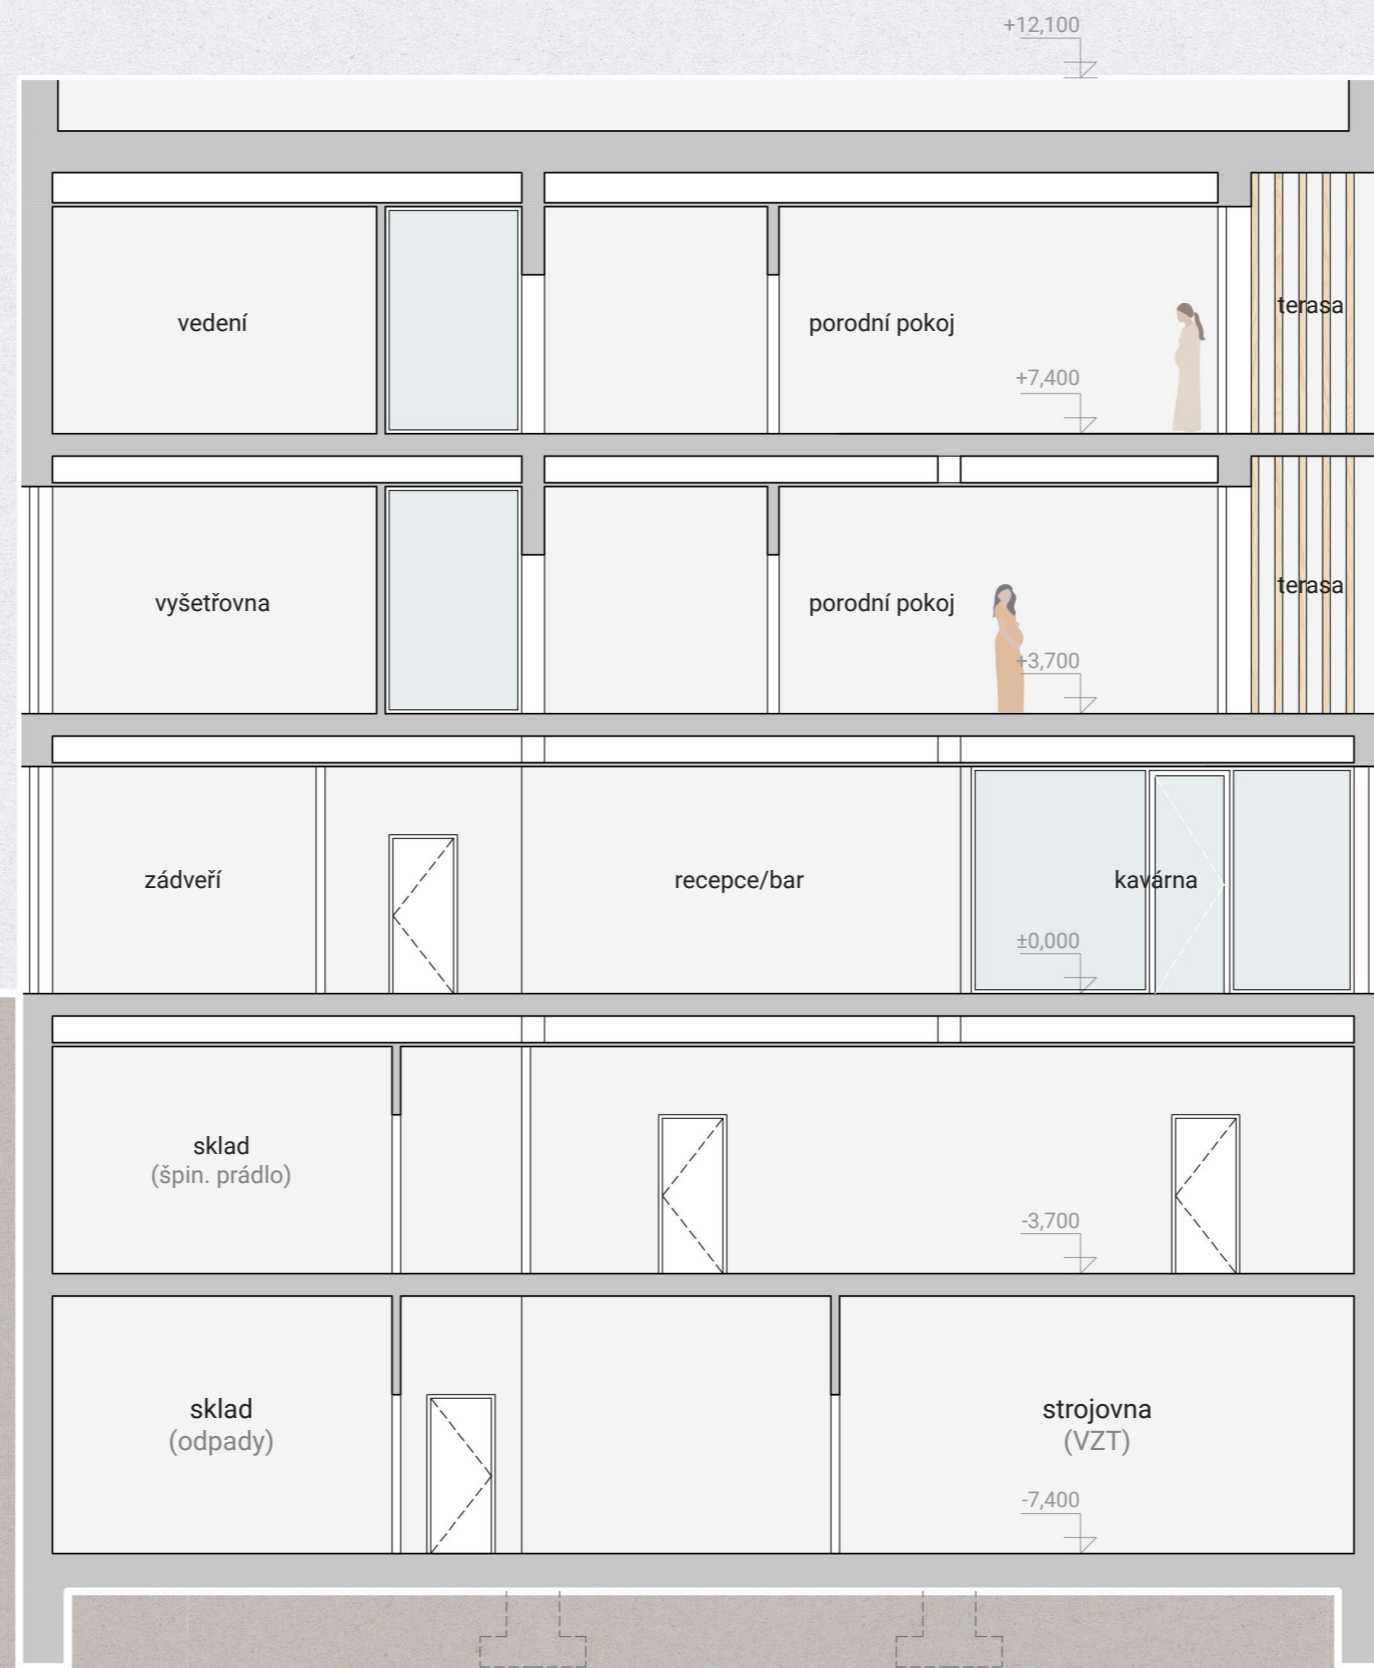 +12,100
vedení
porodní pokoj
terasa
+7,400
vyšetřovna
porodní pokoj
terasa
+3,700
zádveří
recepce/bar
kavárna
±0,000
sklad
(špin. prádlo)
-3,700
sklad
(odpady)
strojovna
(VZT)
-7,400